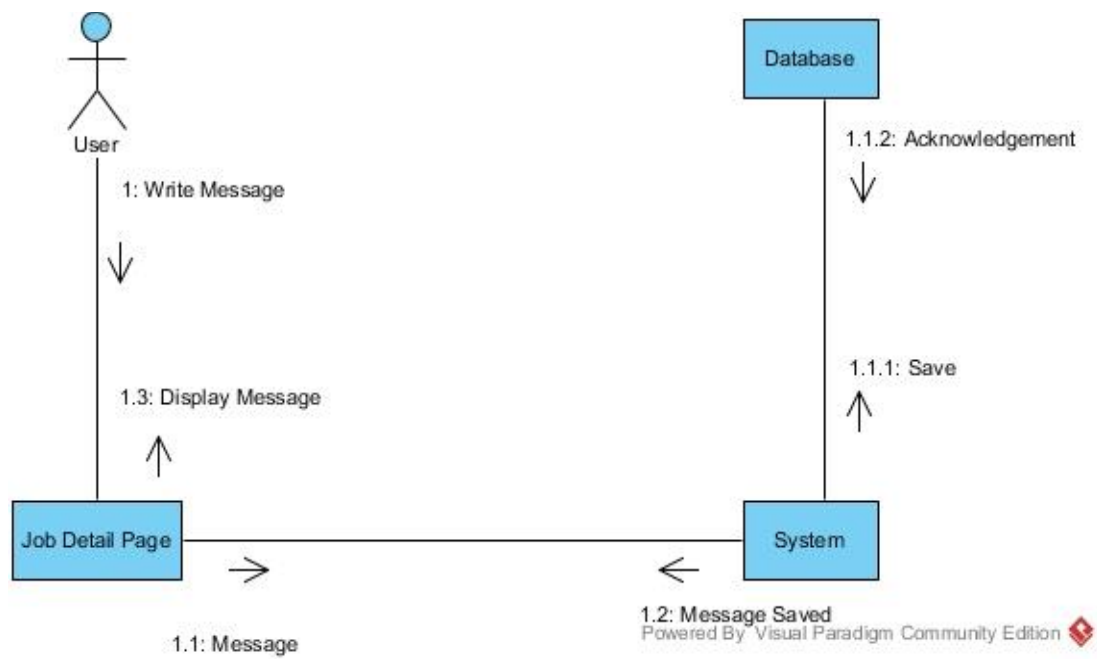 Database
User
1.1.2: Acknowledgement
1: Write Message
1.1.1: Save
1.3: Display Message
Job Detail Page
System
1.2: Message Saved
Powered By Visual Paradigm Community Edition
1.1: Message